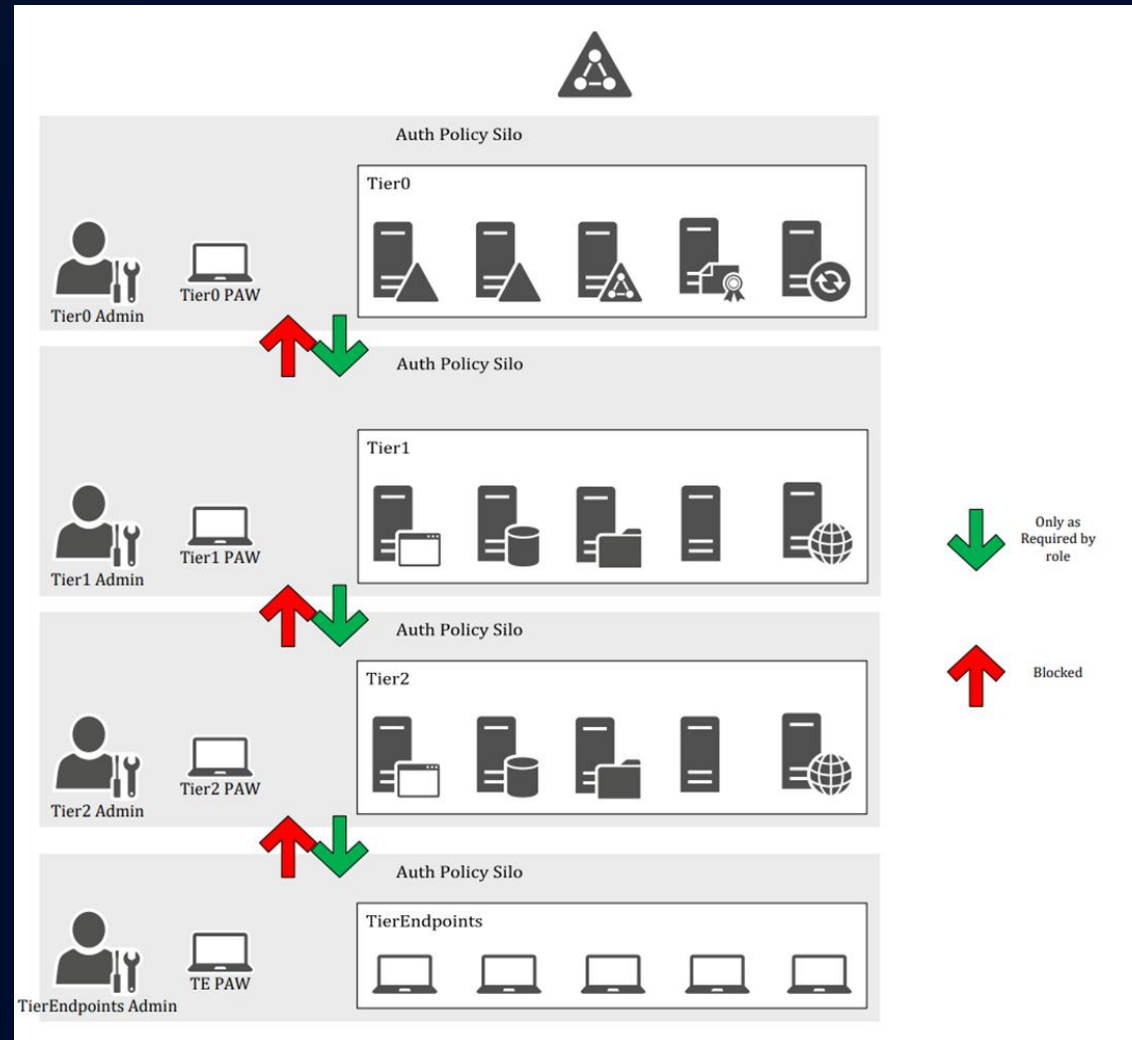 Auth Policy Silo
Tier0
Tier0 PAW
Tier0 Admin
Auth Policy Silo
Tier1
Tier1 PAW
Tier1 Admin
Only as
Required by
role
Auth Policy Silo
Tier2
Blocked
Tier2 PAW
Tier2 Admin
Auth Policy Silo
TierEndpoints
TE PAW
TierEndpoints Admin